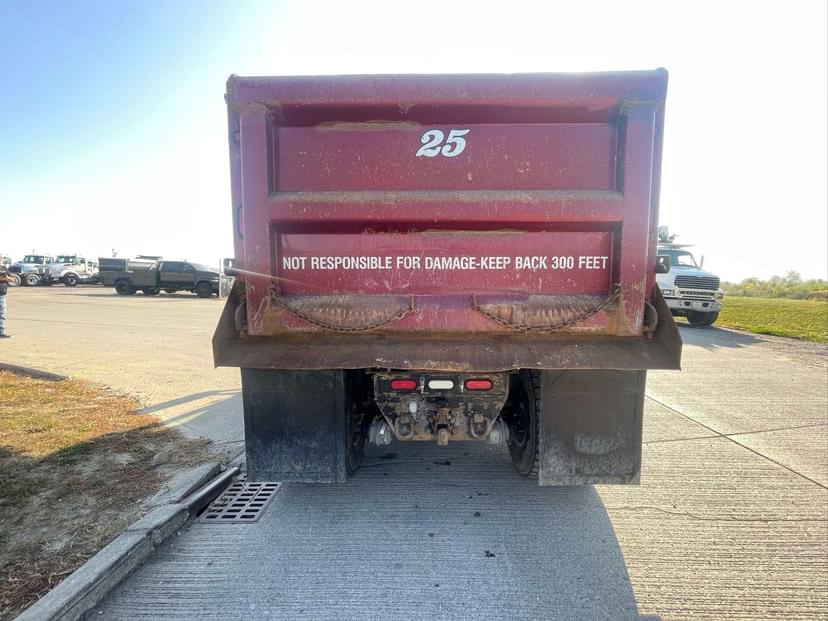 25
NOT RESPONSIBLE FOR DAMAGE-KEEP BACK 300 FEET